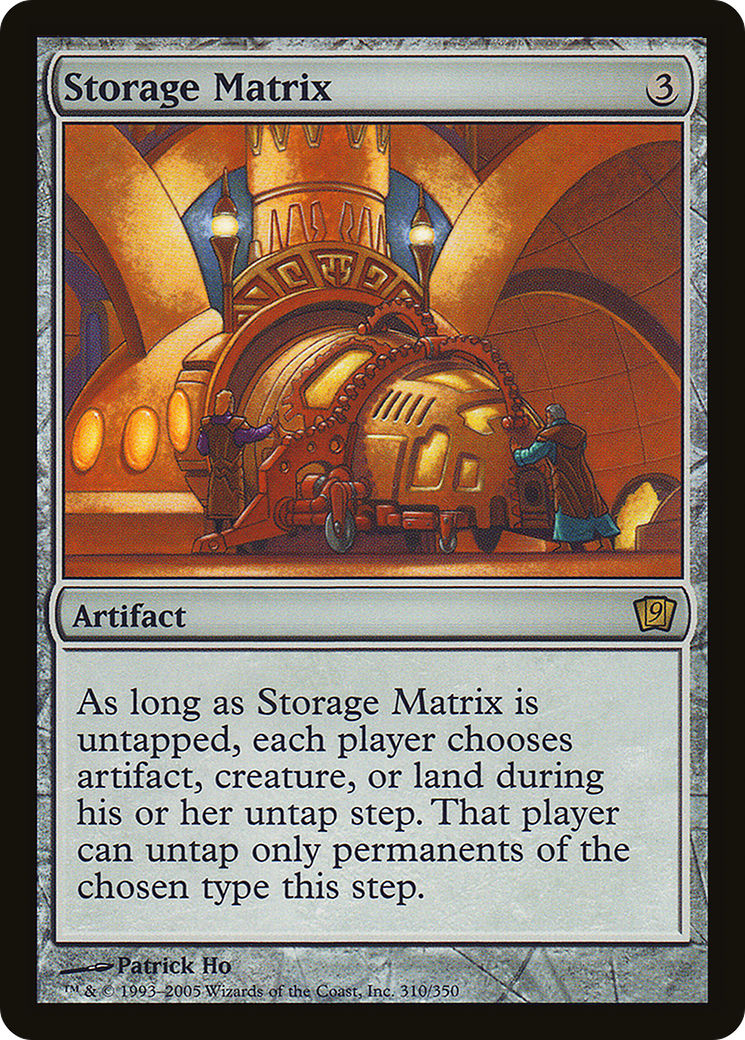 Storage Matrix 3
Artifact 9
As long as Storage Matrix is
untapped, each player chooses
artifact, creature, or land during
his or her untap step. That player
can untap only permanents of the
chosen type this step.
Patrick Ho
™ & © 1993–2005 Wizards of the Coast, Inc. 310/350